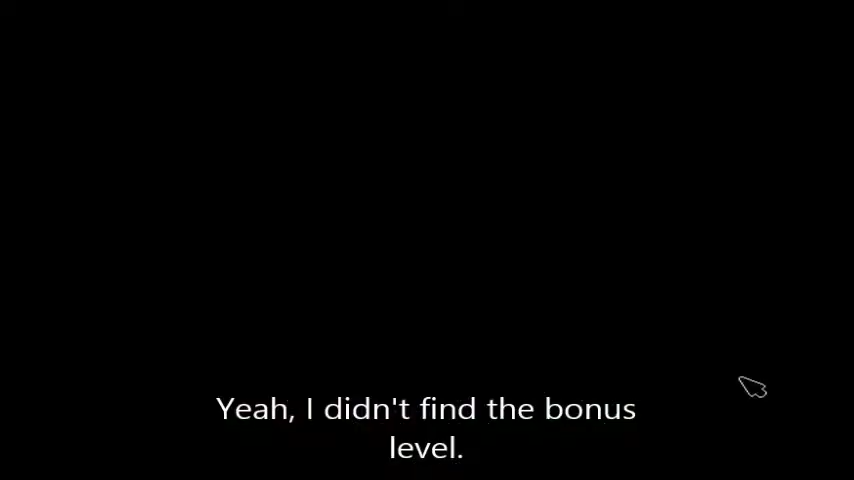 Yeah, I didn't find the bonus
level.